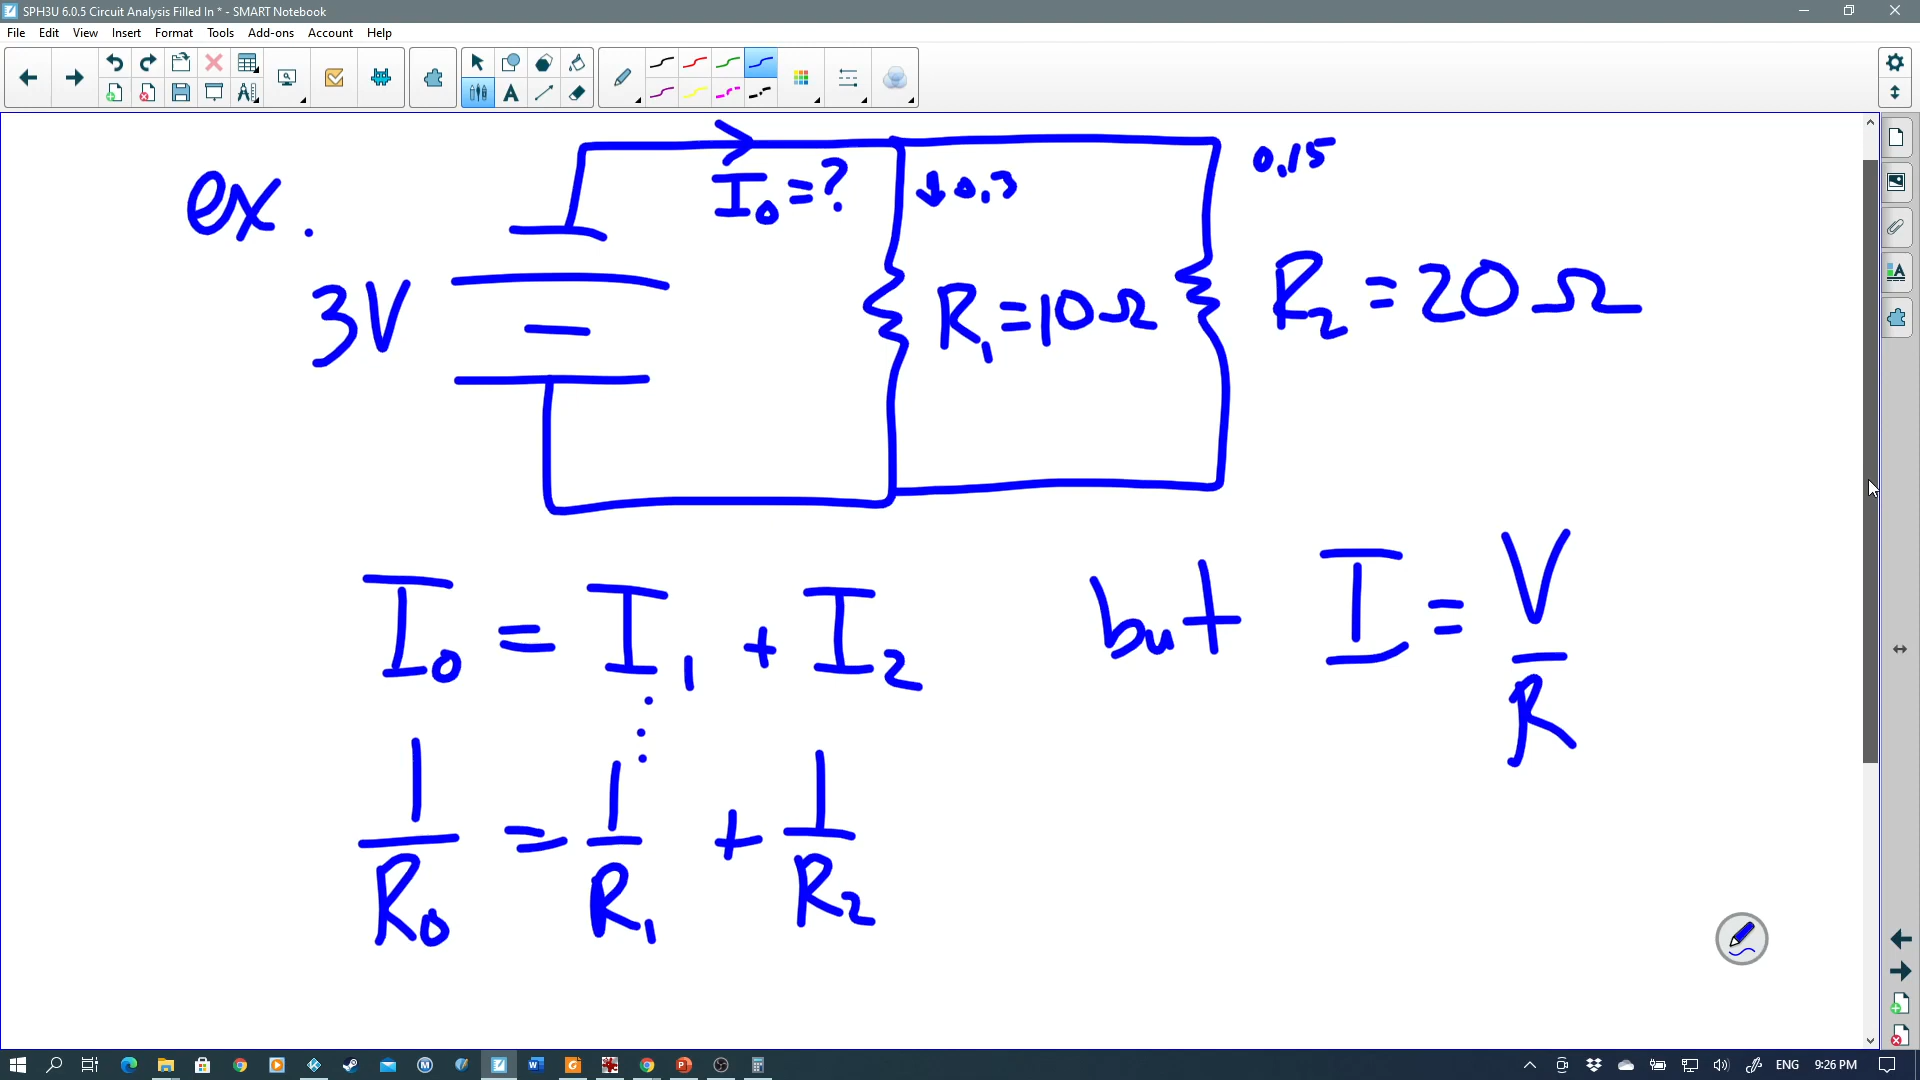 SPH3U 6.0.5 Circuit Analysis Filled In * - SMART Notebook
File Edit View Insert Format Tools Add-ons Account Help
ex.
3V
I₀ = ?
↓ 0.3
0.15
R₁ = 10 Ω
R₂ = 20 Ω
I₀ = I₁ + I₂ but I = V/R
1/R₀ = 1/R₁ + 1/R₂
ENG 9:26 PM